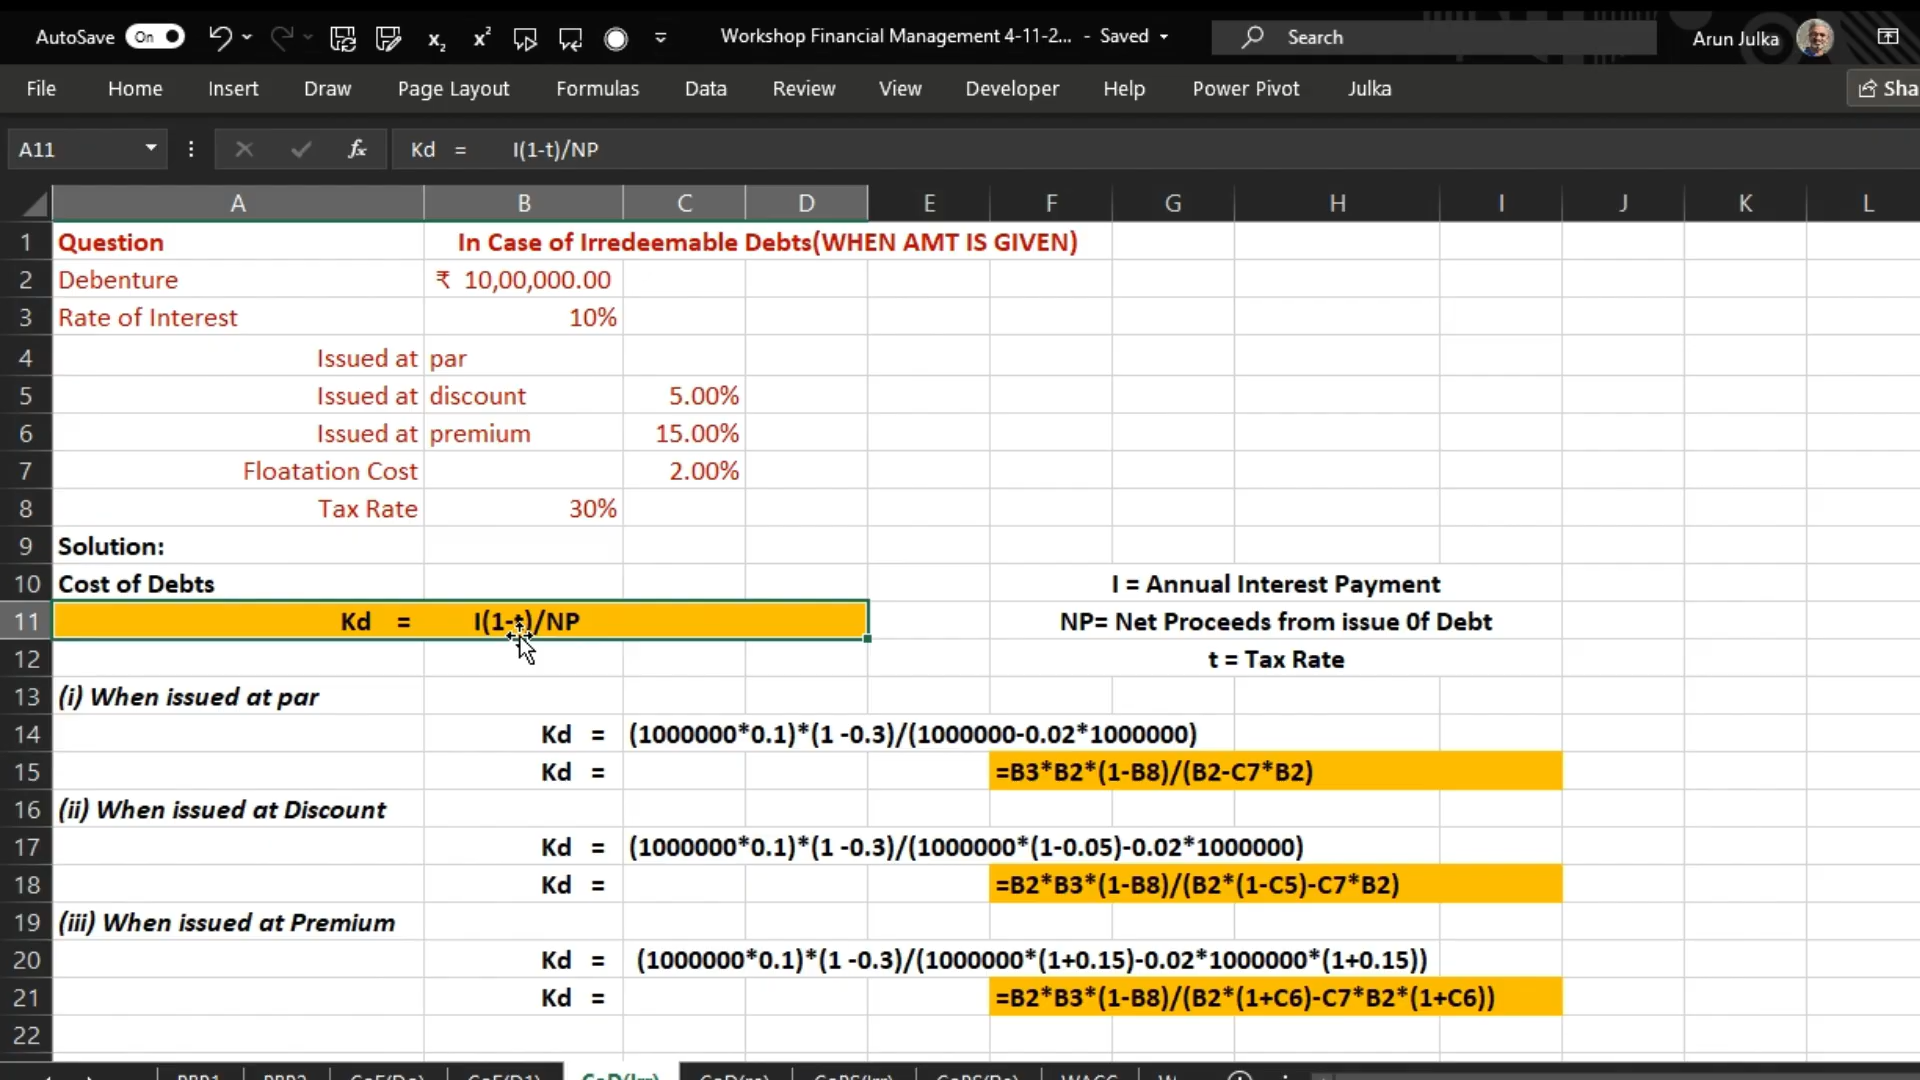 AutoSave On Workshop Financial Management 4-11-2... - Saved Search Arun Julka
File Home Insert Draw Page Layout Formulas Data Review View Developer Help Power Pivot Julka Sha
A11 fx Kd = I(1-t)/NP
A B C D E F G H I J K L
1 Question In Case of Irredeemable Debts(WHEN AMT IS GIVEN)
2 Debenture ₹ 10,00,000.00
3 Rate of Interest 10%
4 Issued at par
5 Issued at discount 5.00%
6 Issued at premium 15.00%
7 Floatation Cost 2.00%
8 Tax Rate 30%
9 Solution:
10 Cost of Debts I = Annual Interest Payment
11 Kd = I(1-t)/NP NP= Net Proceeds from issue 0f Debt
12 t = Tax Rate
13 (i) When issued at par
14 Kd = (1000000*0.1)*(1 -0.3)/(1000000-0.02*1000000)
15 Kd = =B3*B2*(1-B8)/(B2-C7*B2)
16 (ii) When issued at Discount
17 Kd = (1000000*0.1)*(1 -0.3)/(1000000*(1-0.05)-0.02*1000000)
18 Kd = =B2*B3*(1-B8)/(B2*(1-C5)-C7*B2)
19 (iii) When issued at Premium
20 Kd = (1000000*0.1)*(1 -0.3)/(1000000*(1+0.15)-0.02*1000000*(1+0.15))
21 Kd = =B2*B3*(1-B8)/(B2*(1+C6)-C7*B2*(1+C6))
22